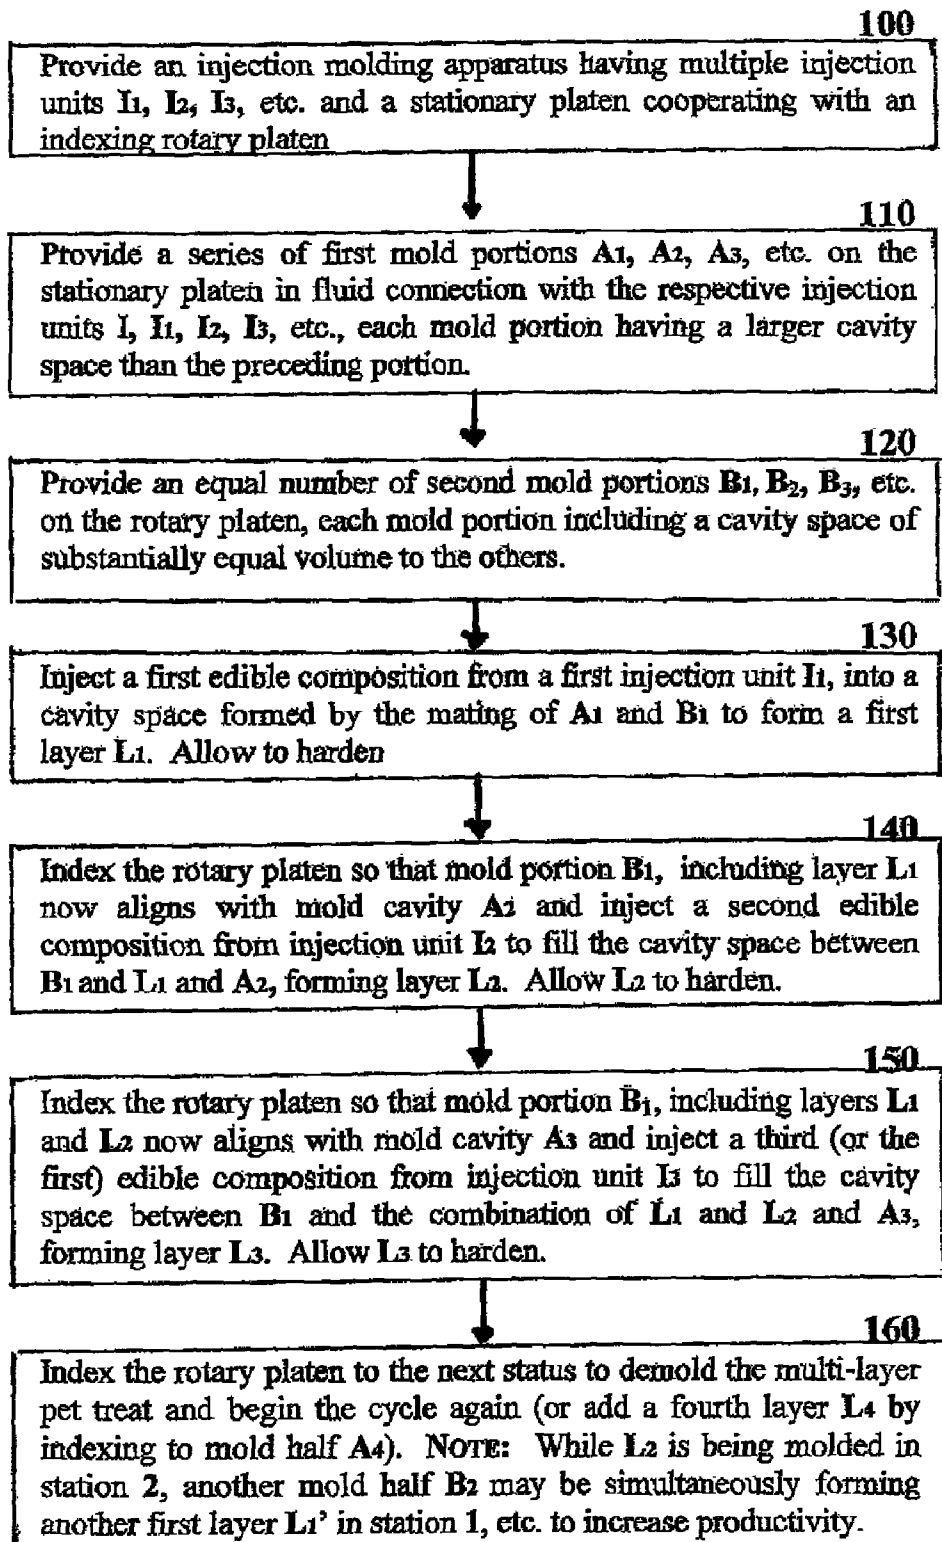 100
Provide an injection molding apparatus having multiple injection
units I1, I2, I3, etc. and a stationary platen cooperating with an
indexing rotary platen
110
Provide a series of first mold portions A1, A2, A3, etc. on the
stationary platen in fluid connection with the respective injection
units I, I1, I2, I3, etc., each mold portion having a larger cavity
space than the preceding portion.
120
Provide an equal number of second mold portions B1, B2, B3, etc.
on the rotary platen, each mold portion including a cavity space of
substantially equal volume to the others.
130
Inject a first edible composition from a first injection unit I1, into a
cavity space formed by the mating of A1 and B1 to form a first
layer L1. Allow to harden
140
Index the rotary platen so that mold portion B1, including layer L1
now aligns with mold cavity A2 and inject a second edible
composition from injection unit I2 to fill the cavity space between
B1 and L1 and A2, forming layer L2. Allow L2 to harden.
150
Index the rotary platen so that mold portion B1, including layers L1
and L2 now aligns with mold cavity A3 and inject a third (or the
first) edible composition from injection unit I3 to fill the cavity
space between B1 and the combination of L1 and L2 and A3,
forming layer L3. Allow L3 to harden.
160
Index the rotary platen to the next status to demold the multi-layer
pet treat and begin the cycle again (or add a fourth layer L4 by
indexing to mold half A4). NOTE: While L2 is being molded in
station 2, another mold half B2 may be simultaneously forming
another first layer L1' in station 1, etc. to increase productivity.